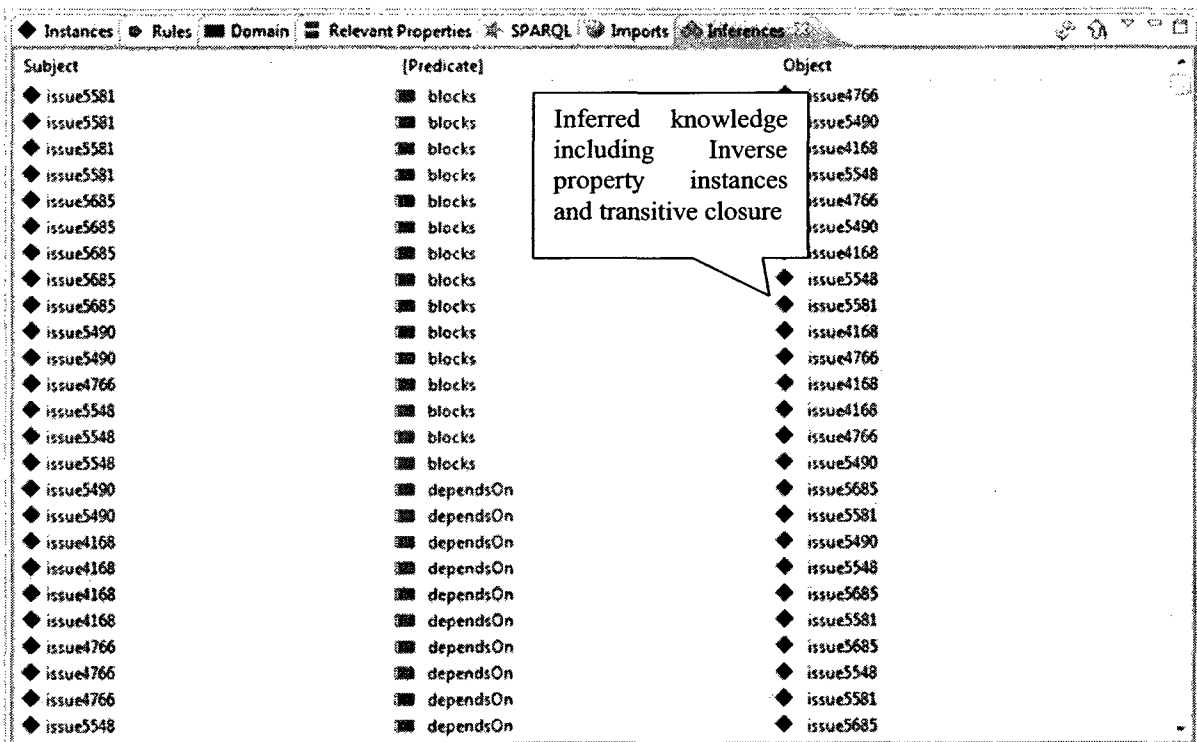 Instances Rules Domain Relevant Properties SPARQL Imports Inferences
Subject [Predicate] Object
issue5581 blocks issue4766
issue5581 blocks issue5490
issue5581 blocks issue4168
issue5581 blocks issue5548
issue5685 blocks issue4766
issue5685 blocks issue5490
issue5685 blocks issue4168
issue5685 blocks issue5548
issue5685 blocks issue5581
issue5490 blocks issue4168
issue5490 blocks issue4766
issue4766 blocks issue4168
issue5548 blocks issue4168
issue5548 blocks issue4766
issue5548 blocks issue5490
issue5490 dependsOn issue5685
issue5490 dependsOn issue5581
issue4168 dependsOn issue5490
issue4168 dependsOn issue5548
issue4168 dependsOn issue5685
issue4168 dependsOn issue5581
issue4766 dependsOn issue5685
issue4766 dependsOn issue5548
issue4766 dependsOn issue5581
issue5548 dependsOn issue5685
Inferred knowledge
including Inverse
property instances
and transitive closure